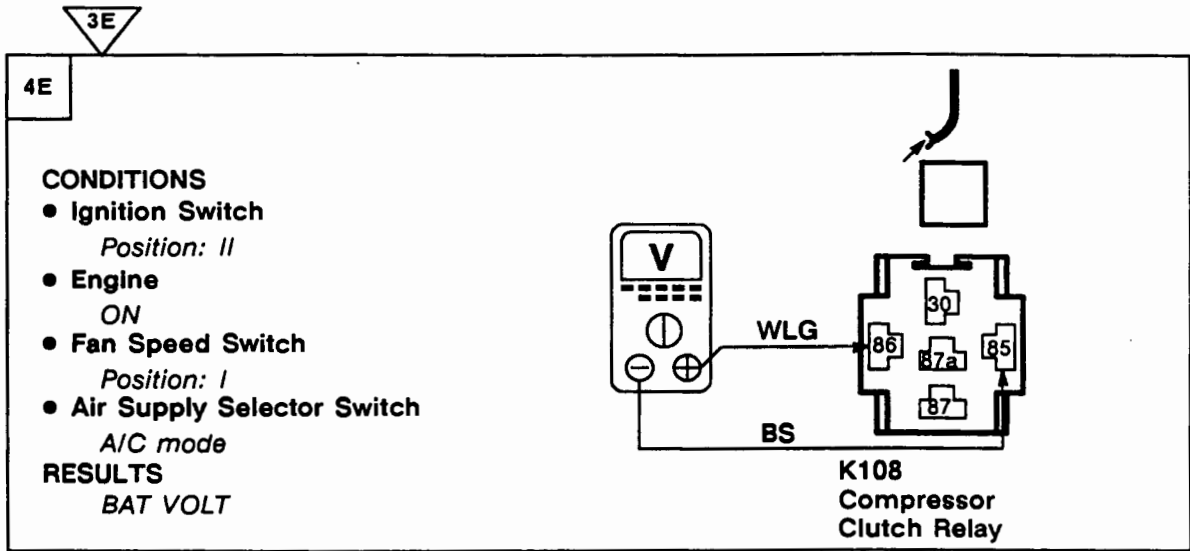 3E
4E
CONDITIONS
● Ignition Switch
Position: II
● Engine
ON
● Fan Speed Switch
Position: I
● Air Supply Selector Switch
A/C mode
RESULTS
BAT VOLT
V
WLG
BS
30
86
87a
85
87
K108
Compressor
Clutch Relay